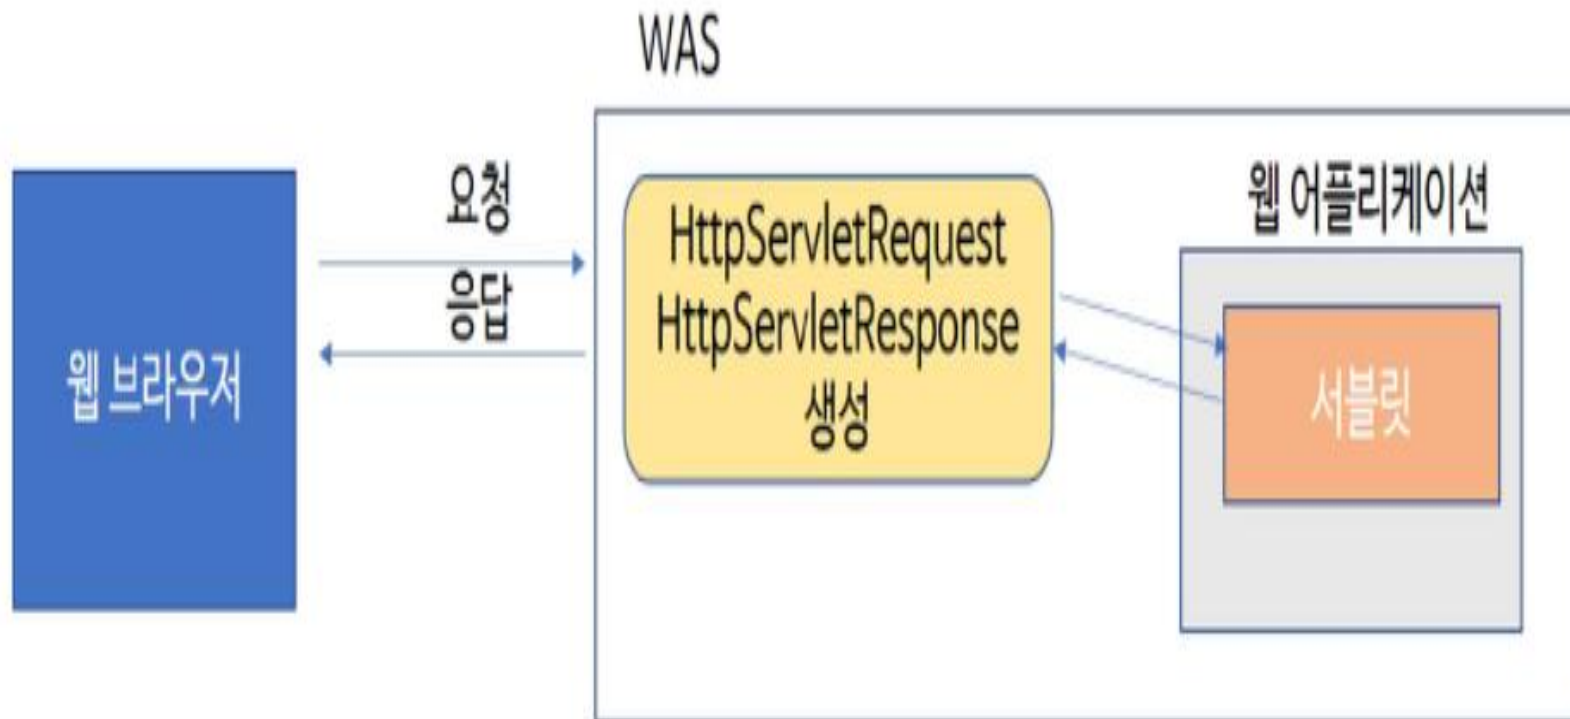 WAS
웹 브라우저
요청
응답
HttpServletRequest
HttpServletResponse
생성
웹 어플리케이션
서블릿